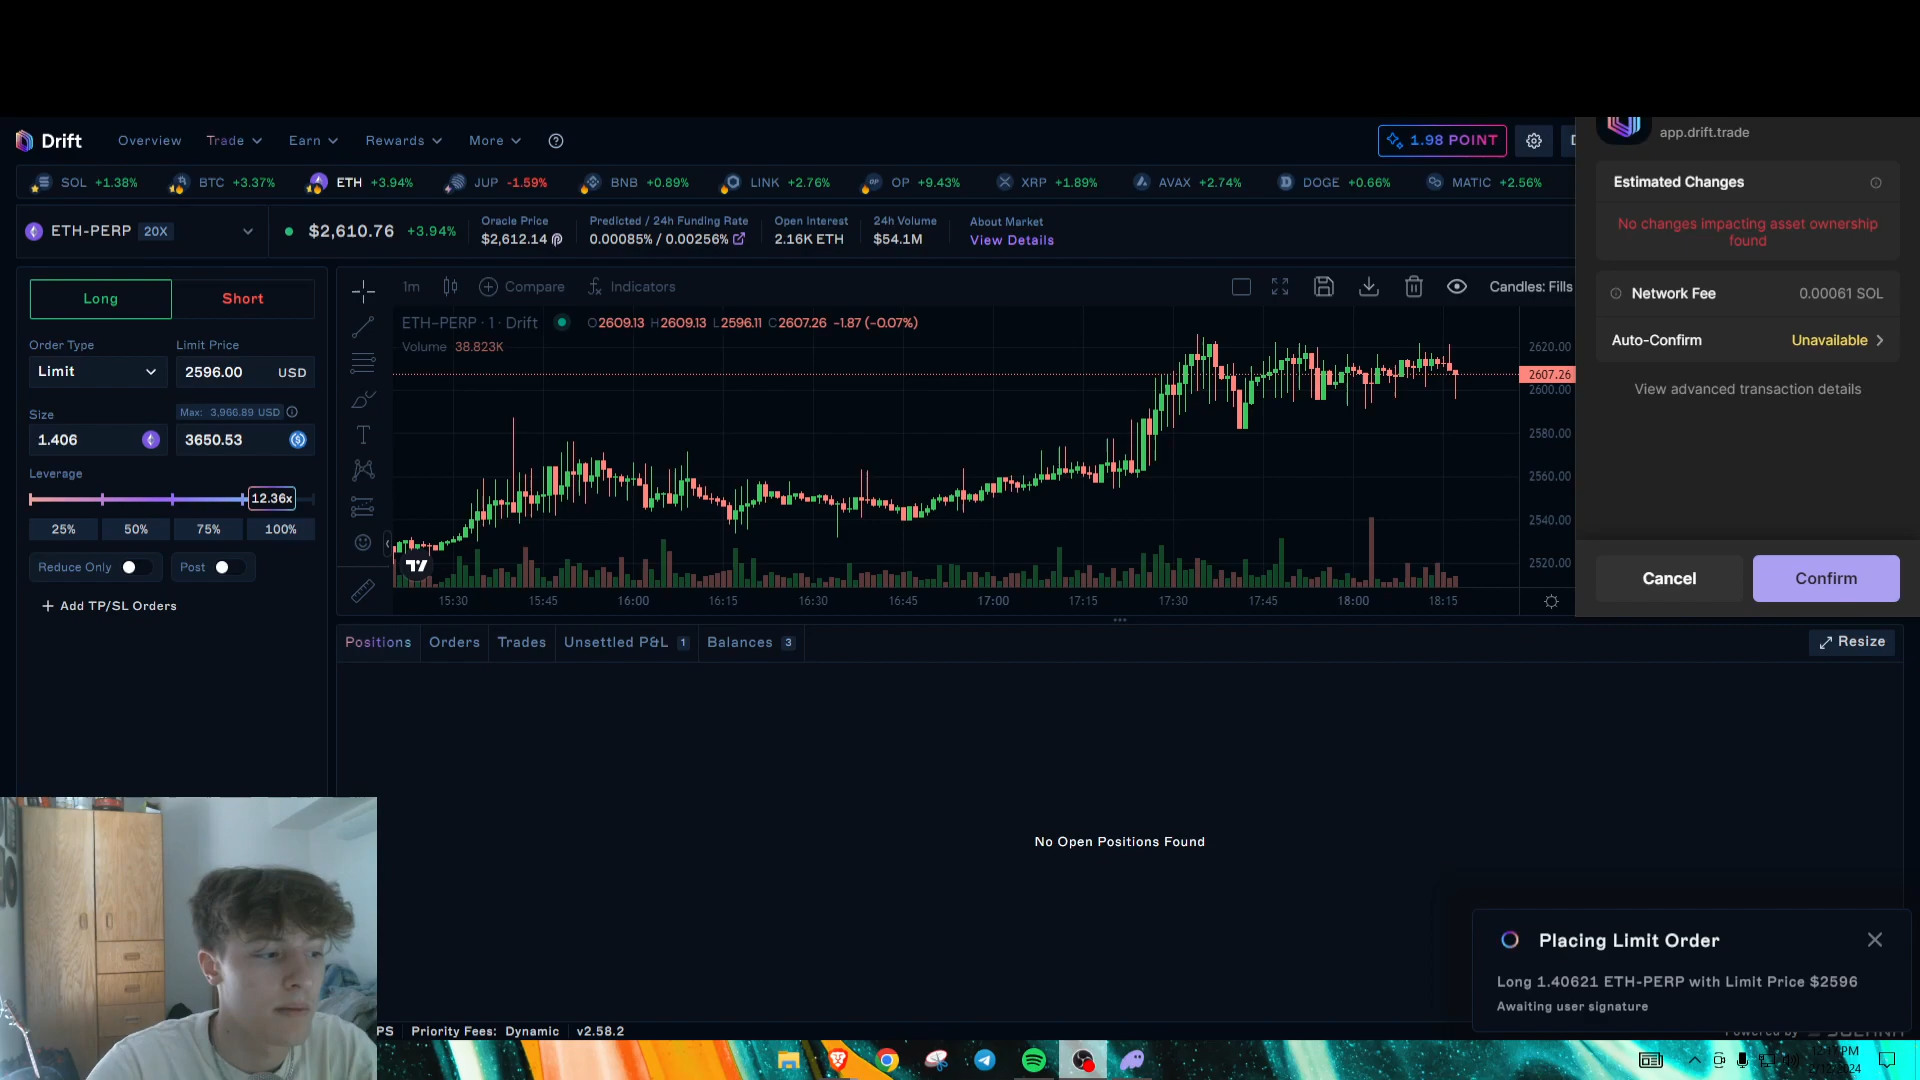 Drift
Overview
Trade
Earn
Rewards
More
1.98 POINT
app.drift.trade
SOL +1.38%
BTC +3.37%
ETH +3.94%
JUP -1.59%
BNB +0.89%
LINK +2.76%
OP +9.43%
XRP +1.89%
AVAX +2.74%
DOGE +0.66%
MATIC +2.56%
ETH-PERP 20X
$2,610.76 +3.94%
Oracle Price
$2,612.14
Predicted / 24h Funding Rate
0.00085% / 0.00256%
Open Interest
2.16K ETH
24h Volume
$54.1M
About Market
View Details
Estimated Changes
No changes impacting asset ownership
found
Network Fee 0.00061 SOL
Auto-Confirm Unavailable
View advanced transaction details
Cancel
Confirm
Long
Short
Order Type
Limit
Limit Price
2596.00 USD
Size
Max: 3,966.89 USD
1.406
3650.53
Leverage
12.36x
25%
50%
75%
100%
Reduce Only
Post
Add TP/SL Orders
1m
Compare
Indicators
Candles: Fills
ETH-PERP · 1 · Drift
O2609.13 H2609.13 L2596.11 C2607.26 -1.87 (-0.07%)
Volume 38.823K
2620.00
2607.26
2600.00
2580.00
2560.00
2540.00
2520.00
15:30
15:45
16:00
16:15
16:30
16:45
17:00
17:15
17:30
17:45
18:00
18:15
Positions
Orders
Trades
Unsettled P&L 1
Balances 3
Resize
No Open Positions Found
Placing Limit Order
Long 1.40621 ETH-PERP with Limit Price $2596
Awaiting user signature
PS
Priority Fees: Dynamic
v2.58.2
Powered by